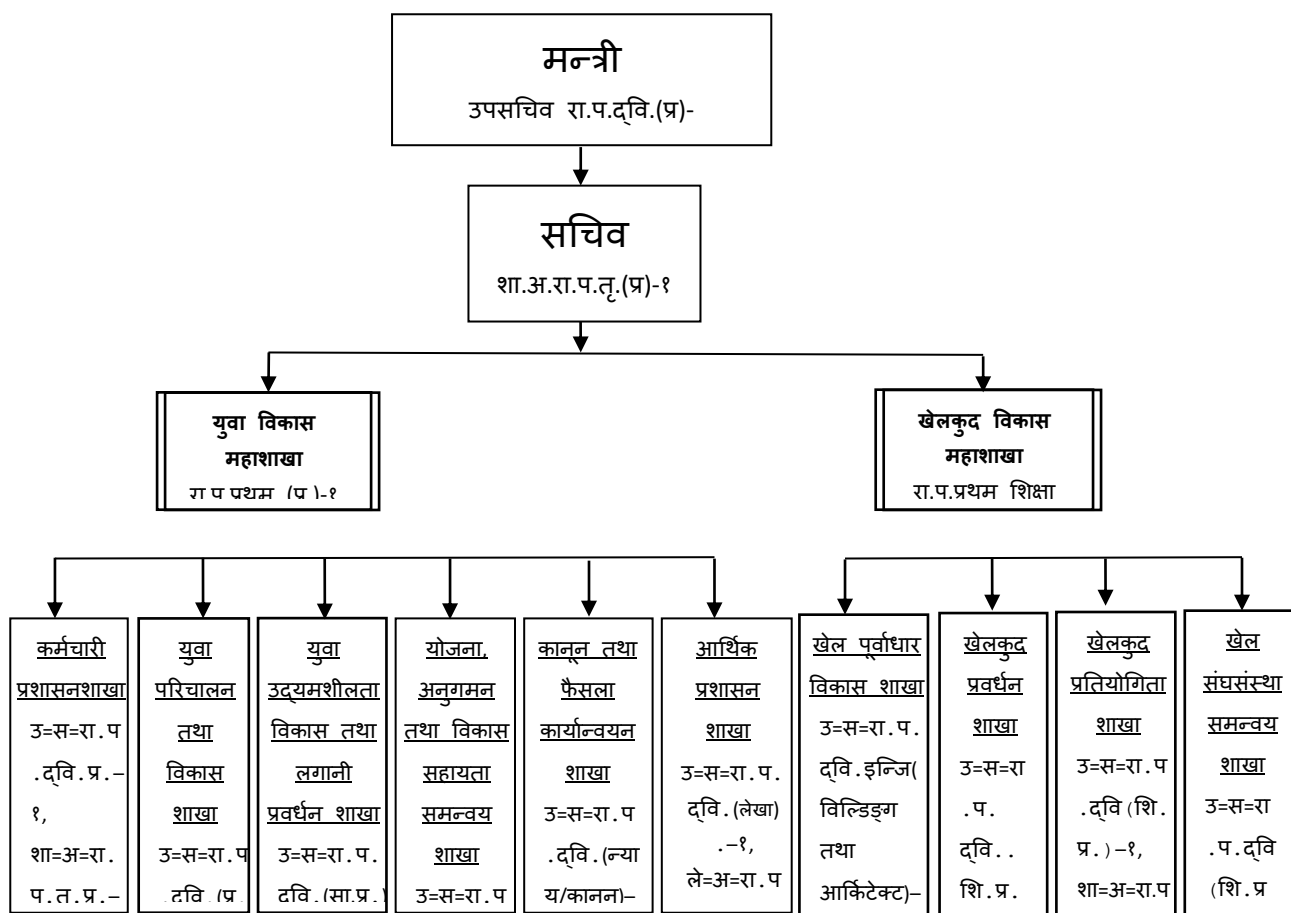 मन्त्री
उपसचिव रा.प.द्वि.(प्र)-
सचिव
शा.अ.रा.प.तृ.(प्र)-१
युवा विकास
महाशाखा
रा.प.प्रथम (प्र.)-१
खेलकुद विकास
महाशाखा
रा.प.प्रथम शिक्षा
कर्मचारी
प्रशासनशाखा
उ=स=रा.प
.द्वि.प्र.–
१,
शा=अ=रा.
प.त.प्र.–
युवा
परिचालन
तथा
विकास
शाखा
उ=स=रा.प
.द्वि.(प्र.
युवा
उद्यमशीलता
विकास तथा
लगानी
प्रवर्धन शाखा
उ=स=रा.प.
द्वि.(सा.प्र.)
योजना,
अनुगमन
तथा विकास
सहायता
समन्वय
शाखा
उ=स=रा.प
कानून तथा
फैसला
कार्यान्वयन
शाखा
उ=स=रा.प
.द्वि.(न्या
य/कानून)–
आर्थिक
प्रशासन
शाखा
उ=स=रा.प.
द्वि.(लेखा)
.–१,
ले=अ=रा.प
खेल पूर्वाधार
विकास शाखा
उ=स=रा.प.
द्वि.इन्जि(
विल्डिङ्ग
तथा
आर्किटेक्ट)–
खेलकुद
प्रवर्धन
शाखा
उ=स=रा
.प.
द्वि..
शि.प्र.
खेलकुद
प्रतियोगिता
शाखा
उ=स=रा.प
.द्वि(शि.
प्र.)–१,
शा=अ=रा.प
खेल
संघसंस्था
समन्वय
शाखा
उ=स=रा
.प.द्वि
(शि.प्र